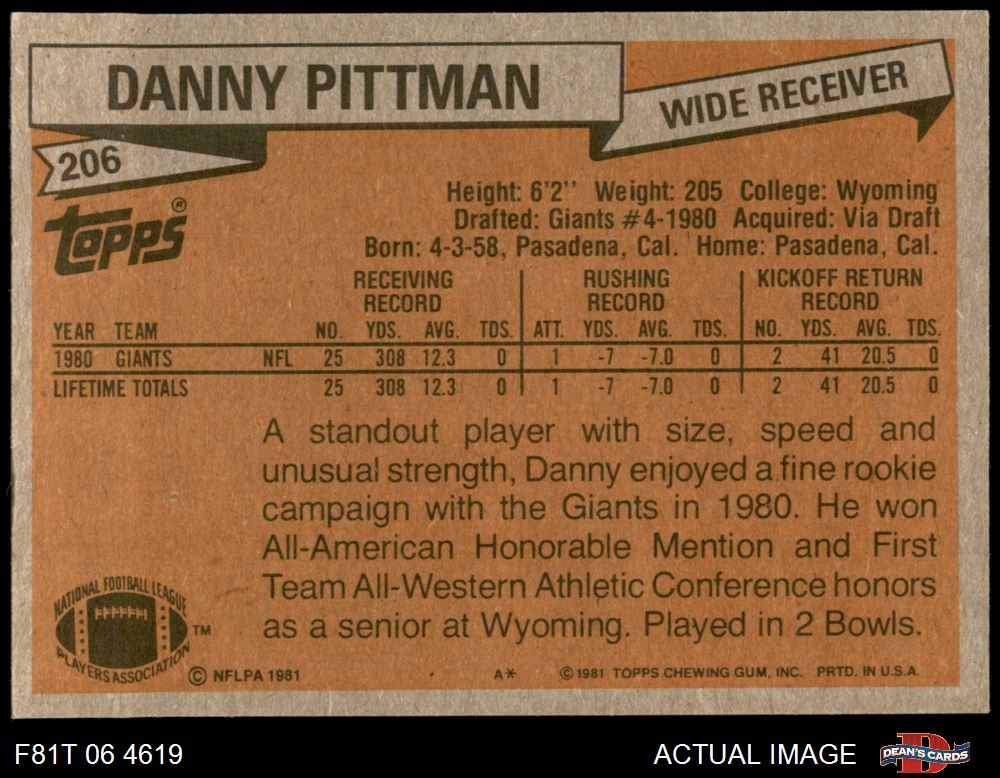 DANNY PITTMAN
WIDE RECEIVER
206
Topps®
Height: 6'2'' Weight: 205 College: Wyoming
Drafted: Giants #4-1980 Acquired: Via Draft
Born: 4-3-58, Pasadena, Cal. Home: Pasadena, Cal.
RECEIVING RECORD RUSHING RECORD KICKOFF RETURN RECORD
YEAR TEAM NO. YDS. AVG. TDS. ATT. YDS. AVG. TDS. NO. YDS. AVG. TDS.
1980 GIANTS NFL 25 308 12.3 0 1 -7 -7.0 0 2 41 20.5 0
LIFETIME TOTALS 25 308 12.3 0 1 -7 -7.0 0 2 41 20.5 0
A standout player with size, speed and
unusual strength, Danny enjoyed a fine rookie
campaign with the Giants in 1980. He won
All-American Honorable Mention and First
Team All-Western Athletic Conference honors
as a senior at Wyoming. Played in 2 Bowls.
NATIONAL FOOTBALL LEAGUE
PLAYERS ASSOCIATION
TM
© NFLPA 1981 A* © 1981 TOPPS CHEWING GUM, INC. PRTD. IN U.S.A.
F81T 06 4619 ACTUAL IMAGE D DEAN'S CARDS